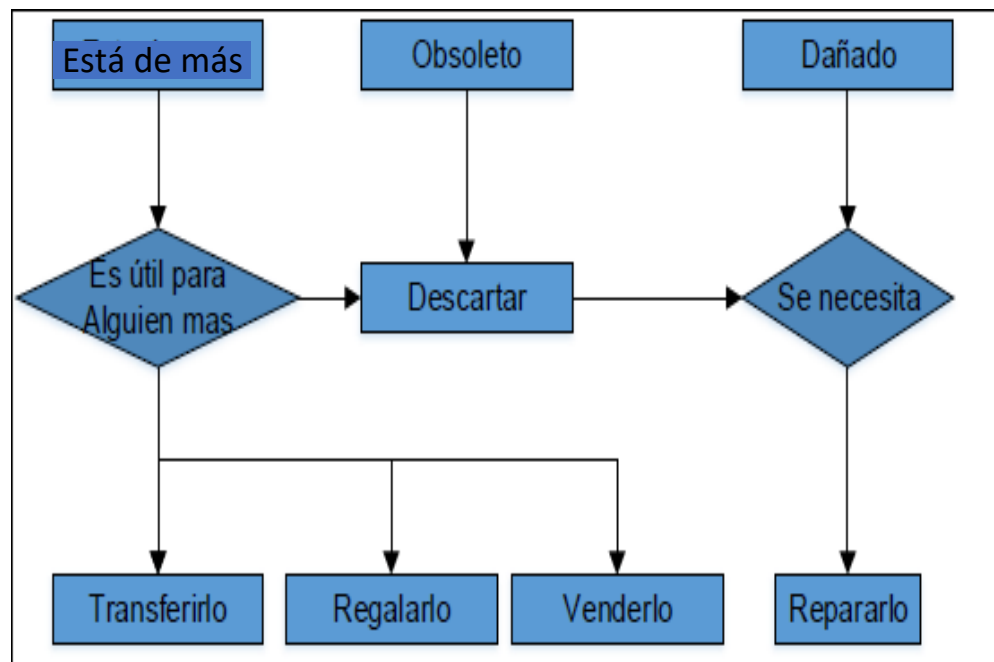 Está de más
Obsoleto
Dañado
Es útil para
Alguien mas
Descartar
Se necesita
Transferirlo
Regalarlo
Venderlo
Repararlo